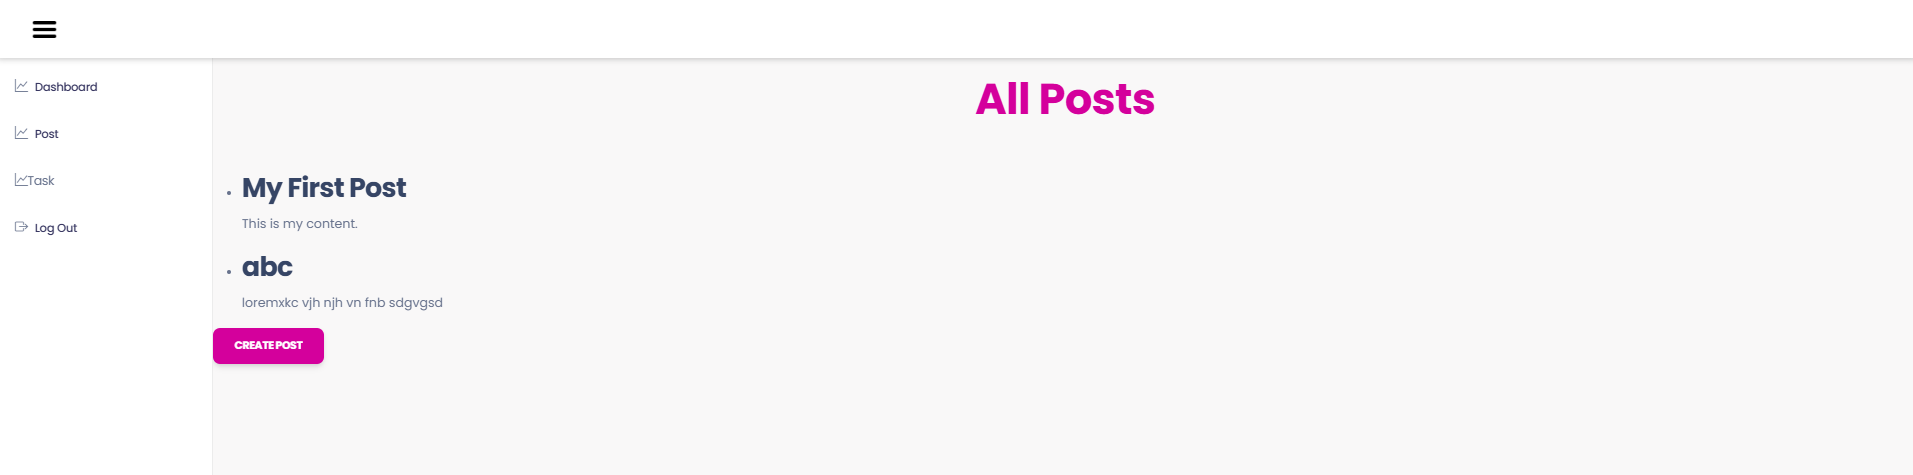 All Posts
Dashboard
Post
Task
Log Out
My First Post
This is my content.
abc
loremxkc vjh njh vn fnb sdgvgsd
CREATE POST